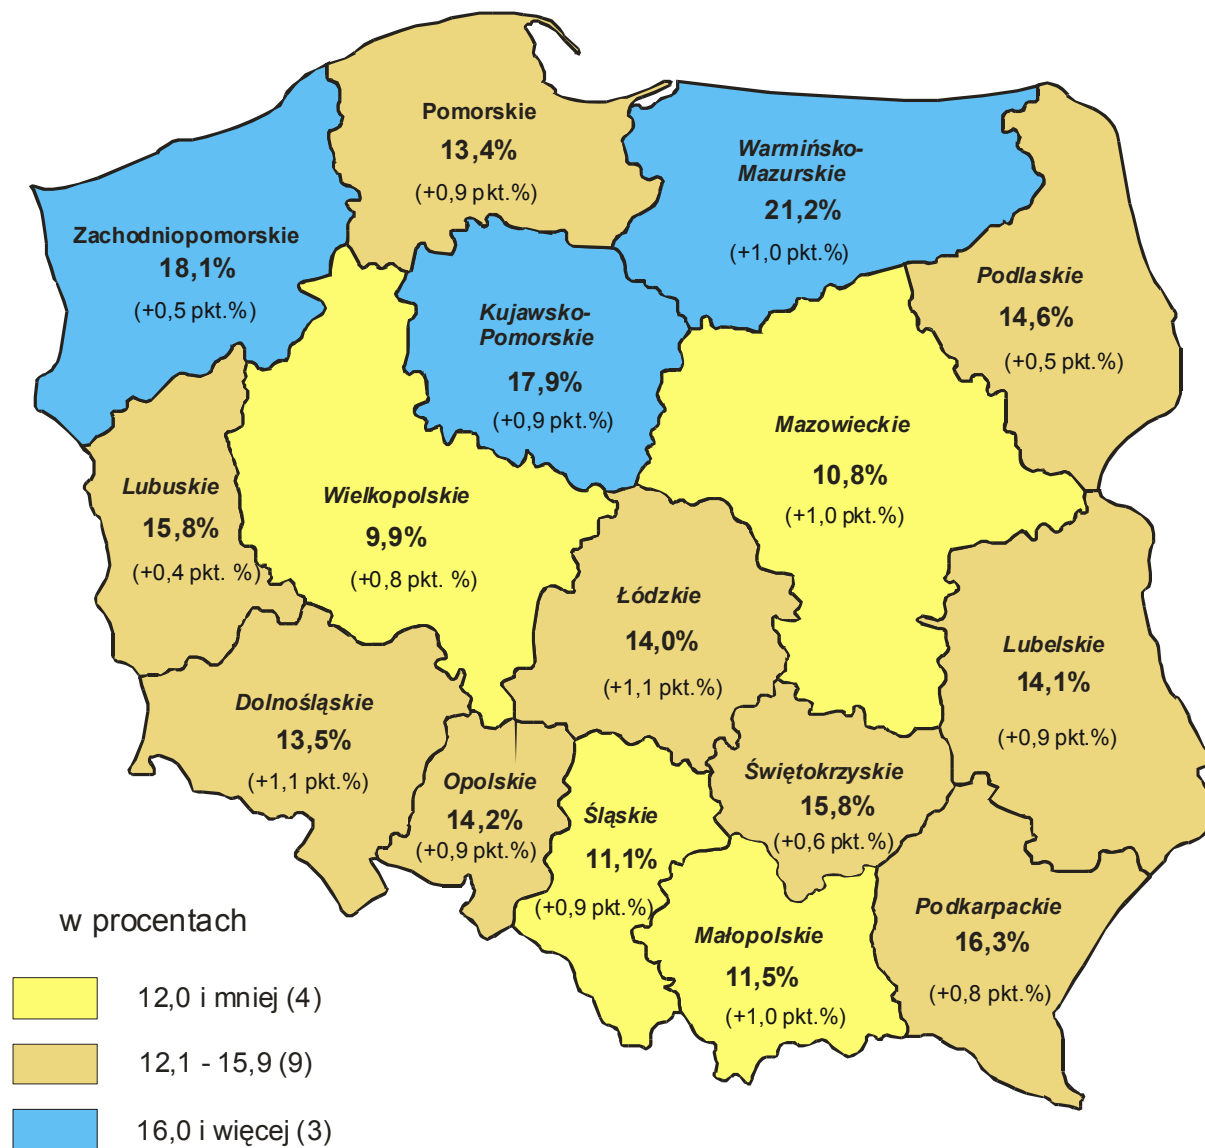 Pomorskie
13,4%
(+0,9 pkt.%)
Warmińsko-
Mazurskie
21,2%
(+1,0 pkt.%)
Zachodniopomorskie
18,1%
(+0,5 pkt.%)
Podlaskie
14,6%
(+0,5 pkt.%)
Kujawsko-
Pomorskie
17,9%
(+0,9 pkt.%)
Mazowieckie
10,8%
(+1,0 pkt.%)
Lubuskie
15,8%
(+0,4 pkt. %)
Wielkopolskie
9,9%
(+0,8 pkt. %)
Łódzkie
14,0%
(+1,1 pkt.%)
Lubelskie
14,1%
(+0,9 pkt.%)
Dolnośląskie
13,5%
(+1,1 pkt.%)
Opolskie
14,2%
(+0,9 pkt.%)
Śląskie
11,1%
(+0,9 pkt.%)
Świętokrzyskie
15,8%
(+0,6 pkt.%)
Małopolskie
11,5%
(+1,0 pkt.%)
Podkarpackie
16,3%
(+0,8 pkt.%)
w procentach
12,0 i mniej (4)
12,1 - 15,9 (9)
16,0 i więcej (3)